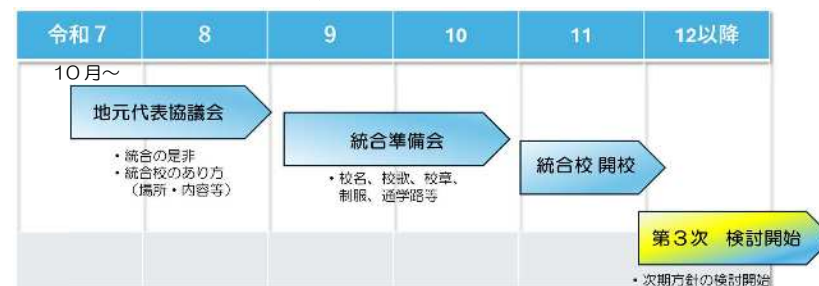 令和７ 8 9 10 11 12以降
１０月～
地元代表協議会
・統合の是非
・統合校のあり方
（場所・内容等）
統合準備会
・校名、校歌、校章、
制服、通学路等
統合校 開校
第３次　検討開始
・次期方針の検討開始